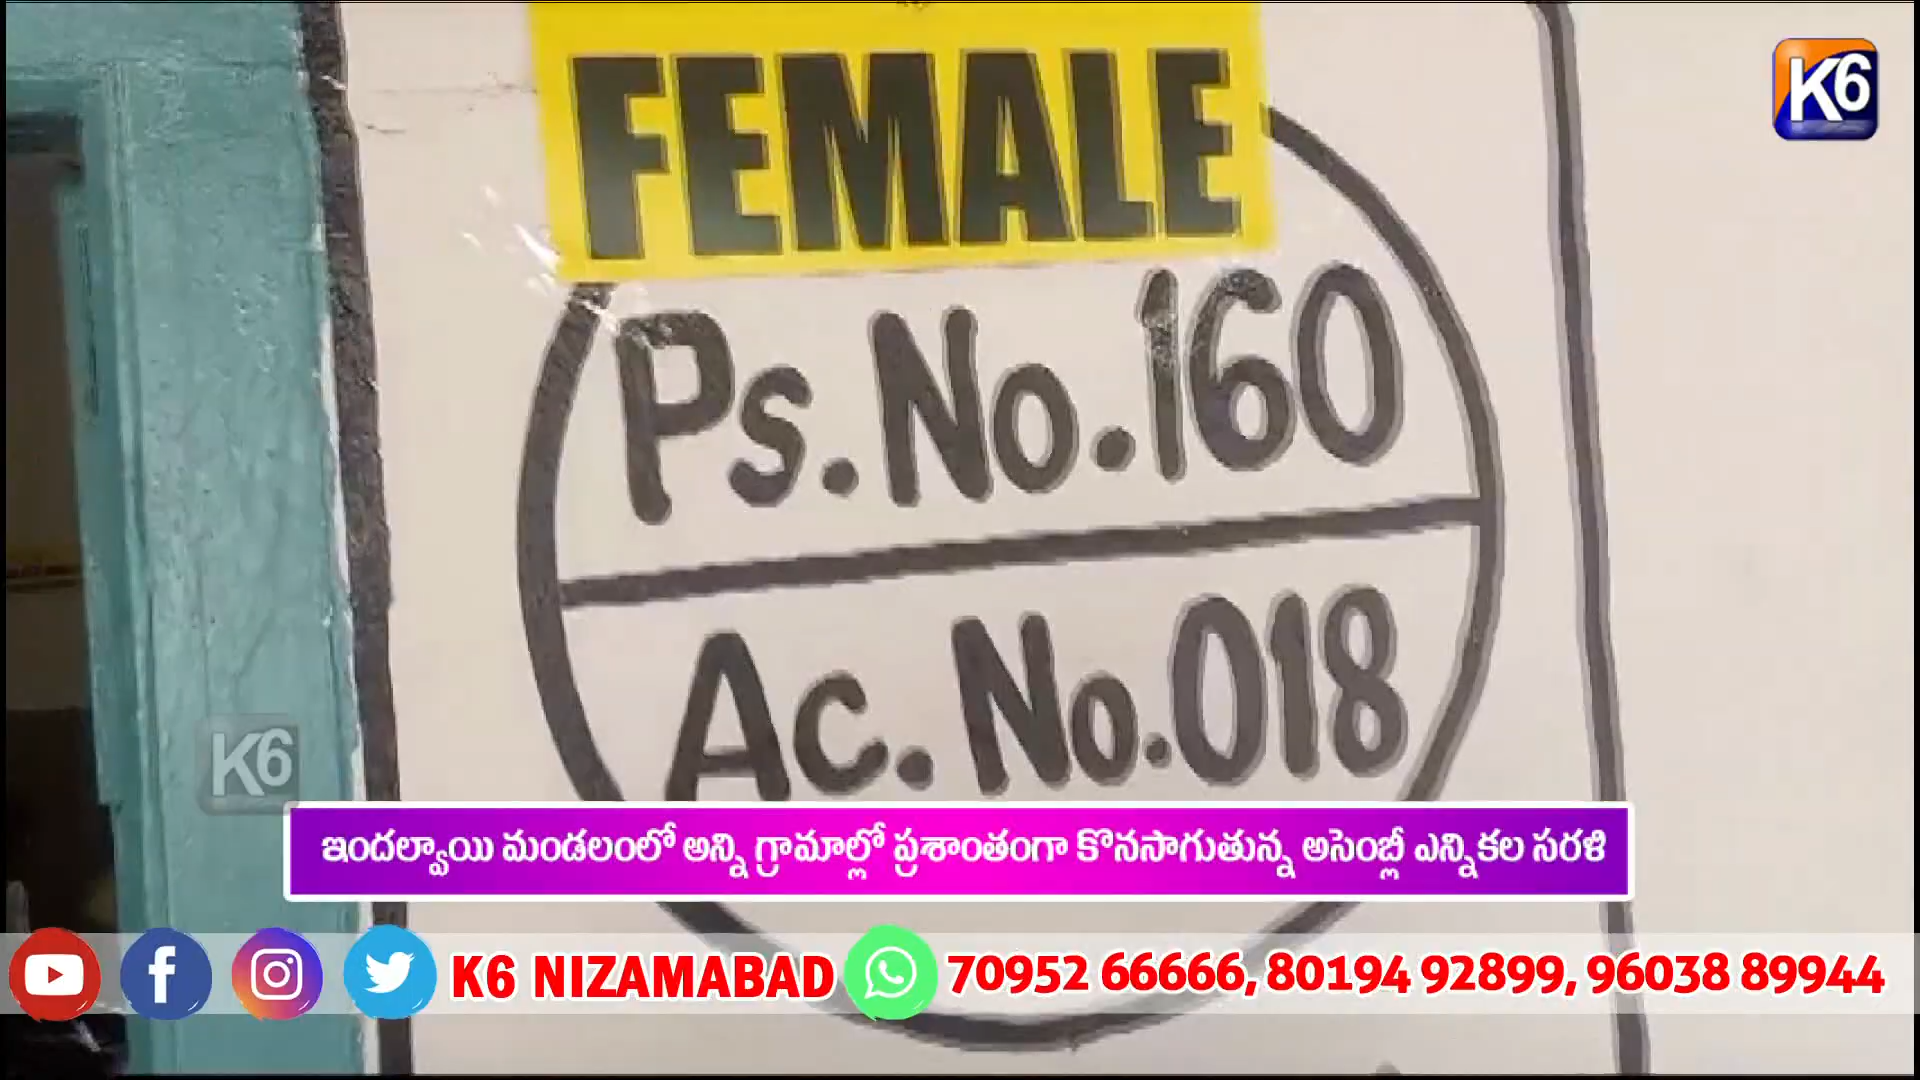 FEMALE
K6
Ps.No.160
Ac.No.018
K6
ఇందల్వాయి మండలంలో అన్ని గ్రామాల్లో ప్రశాంతంగా కొనసాగుతున్న అసెంబ్లీ ఎన్నికల సరళి
K6 NIZAMABAD 70952 66666, 80194 92899, 96038 89944